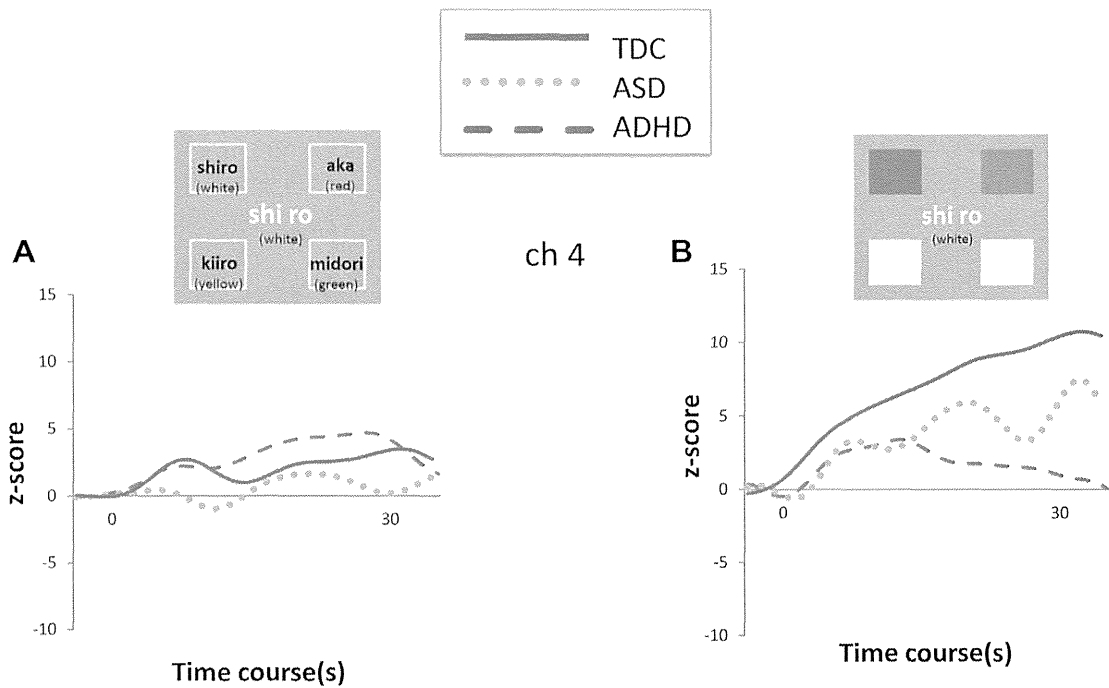 TDC
ASD
ADHD
shiro
(white)
aka
(red)
shi ro
(white)
kiiro
(yellow)
midori
(green)
A
ch 4
15
10
5
0
-5
-10
0
30
z-score
Time course(s)
shi ro
(white)
B
15
10
5
0
-5
-10
0
30
z-score
Time course(s)